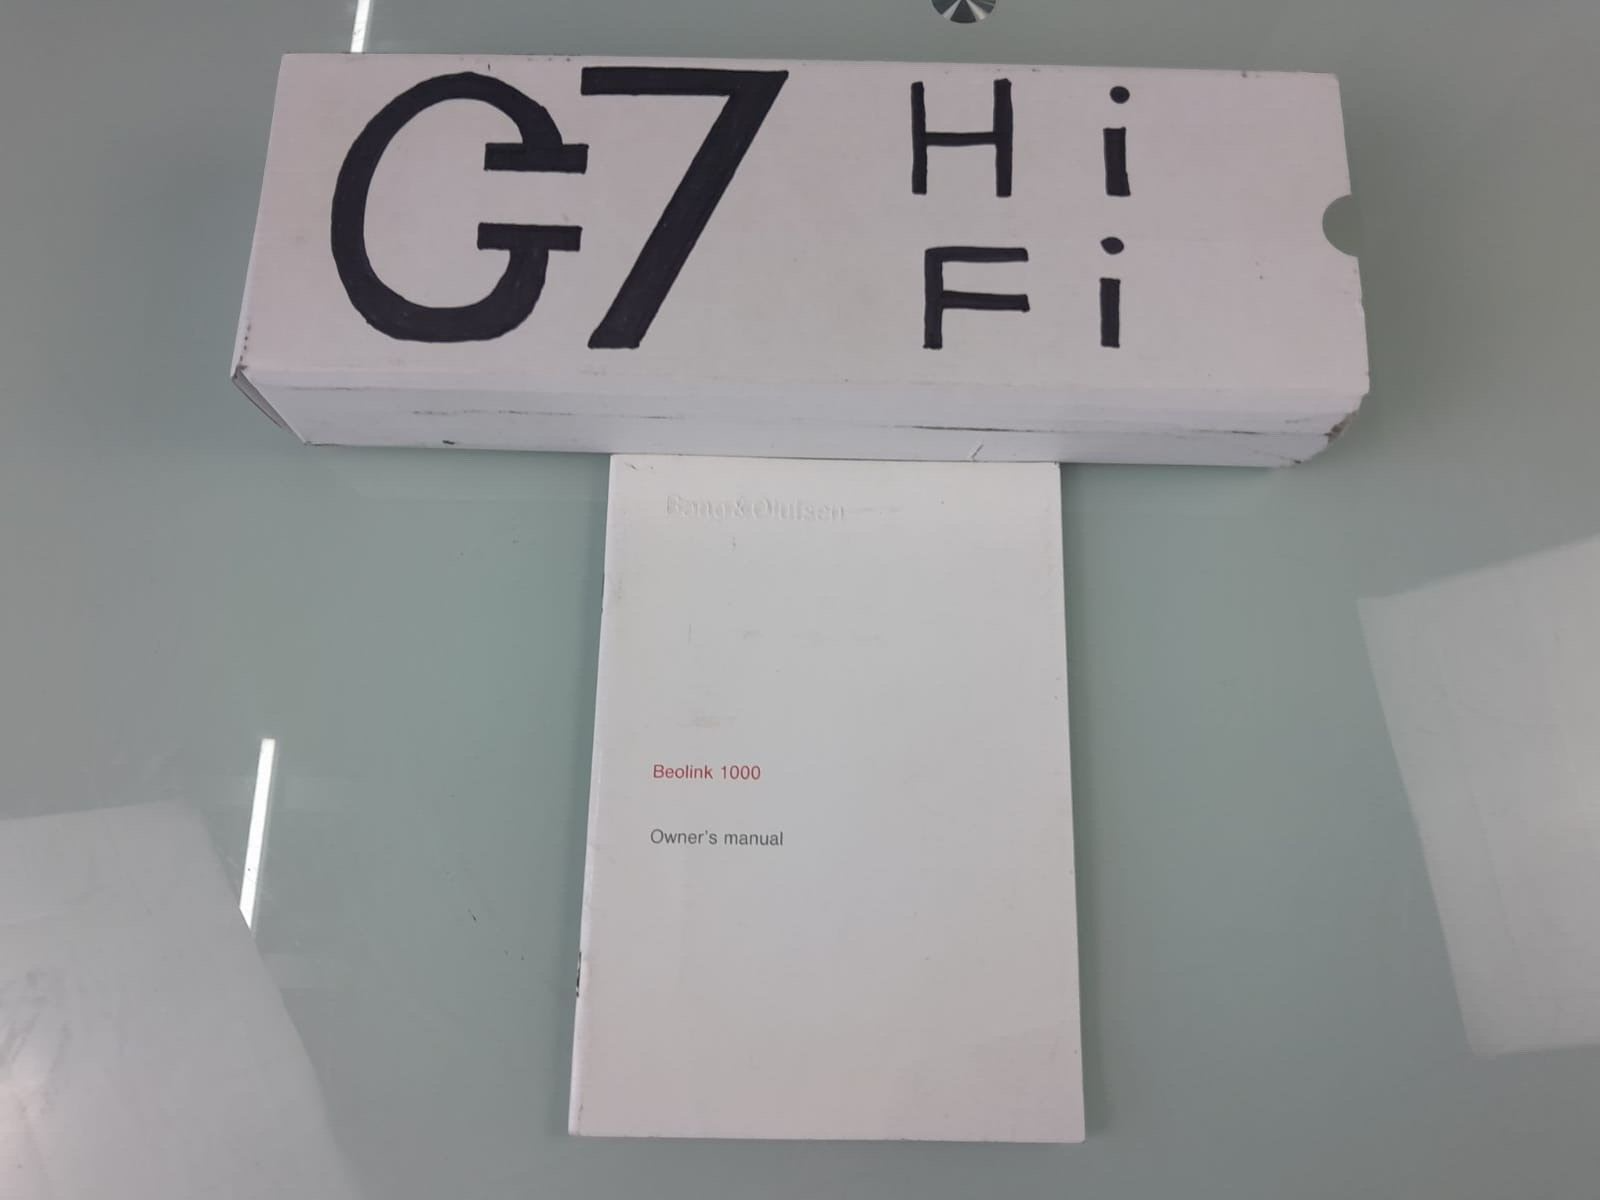 G7 Hi
Fi
Bang & Olufsen
Beolink 1000
Owner's manual